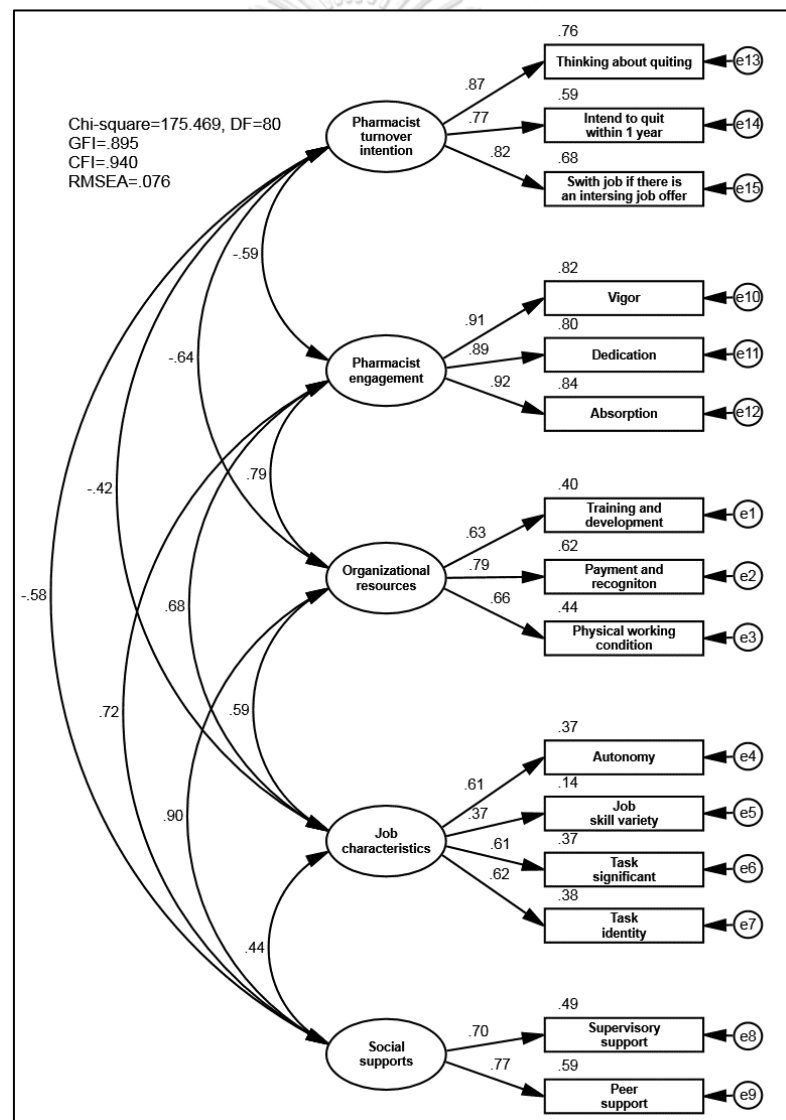 .76
Thinking about quiting
e13
.87
.59
Chi-square=175.469, DF=80
GFI=.895
CFI=.940
RMSEA=.076
Pharmacist
turnover
intention
.77
Intend to quit
within 1 year
e14
.82
.68
Swith job if there is
an intersing job offer
e15
-.59
.82
Vigor
e10
.91
.80
-.64
Pharmacist
engagement
.89
Dedication
e11
.92
.84
Absorption
e12
-.42
.79
.40
Training and
development
e1
.63
.62
Organizational
resources
.79
Payment and
recogniton
e2
.66
.44
Physical working
condition
e3
-.58
.68
.72
.59
.37
Autonomy
e4
.61
.14
.90
Job
characteristics
.37
Job
skill variety
e5
.61
.37
Task
significant
e6
.62
.38
Task
identity
e7
.44
.49
Social
supports
.70
Supervisory
support
e8
.77
.59
Peer
support
e9